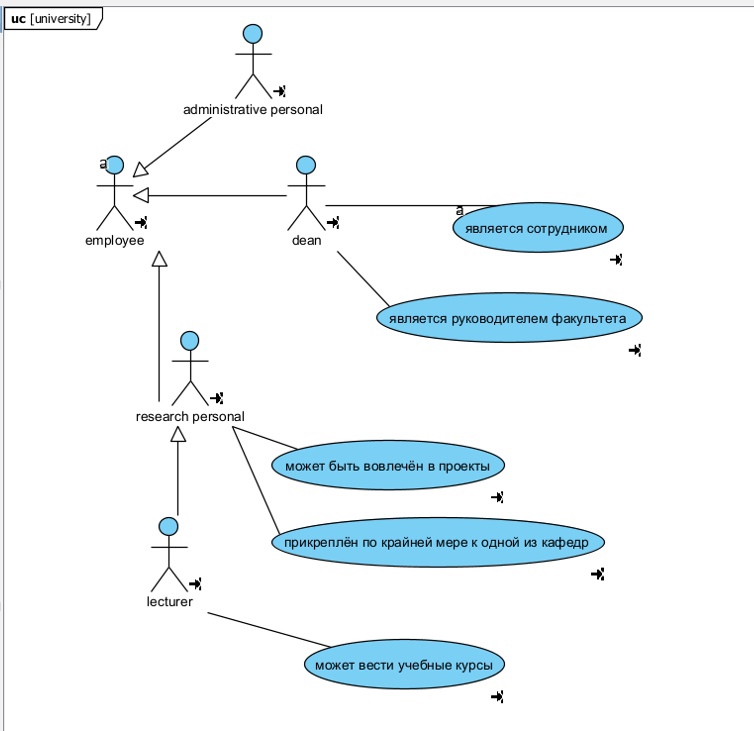 uc [university]
administrative personal
a
employee
dean
a
является сотрудником
является руководителем факультета
research personal
может быть вовлечён в проекты
прикреплён по крайней мере к одной из кафедр
lecturer
может вести учебные курсы